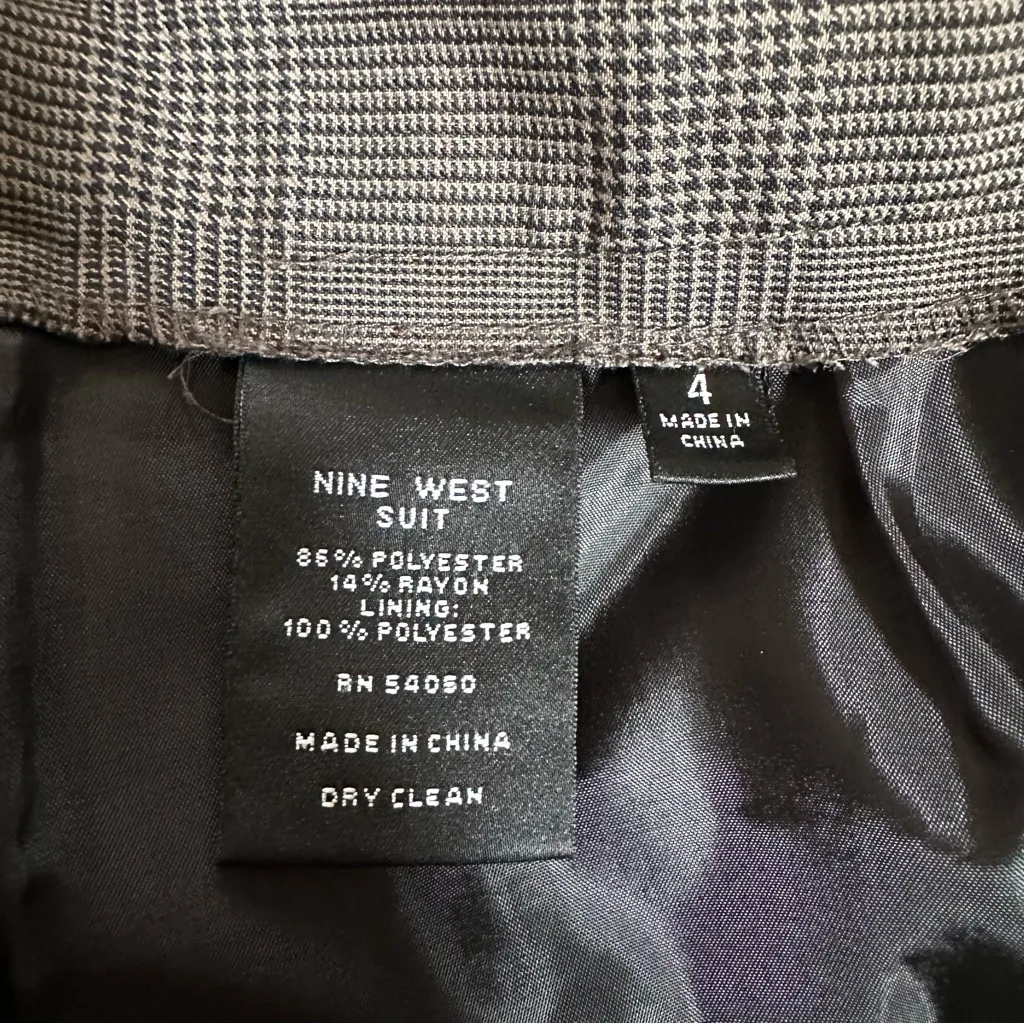 NINE WEST
SUIT
86% POLYESTER
14% RAYON
LINING:
100% POLYESTER
RN 54050
MADE IN CHINA
DRY CLEAN
4
MADE IN
CHINA